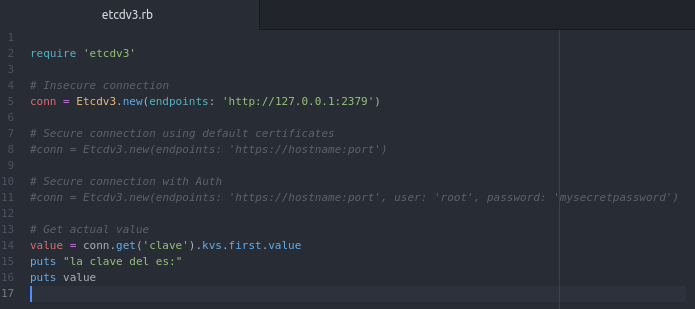 etcdv3.rb
1
2 require 'etcdv3'
3
4 # Insecure connection
5 conn = Etcdv3.new(endpoints: 'http://127.0.0.1:2379')
6
7 # Secure connection using default certificates
8 #conn = Etcdv3.new(endpoints: 'https://hostname:port')
9
10 # Secure connection with Auth
11 #conn = Etcdv3.new(endpoints: 'https://hostname:port', user: 'root', password: 'mysecretpassword')
12
13 # Get actual value
14 value = conn.get('clave').kvs.first.value
15 puts "la clave del es:"
16 puts value
17